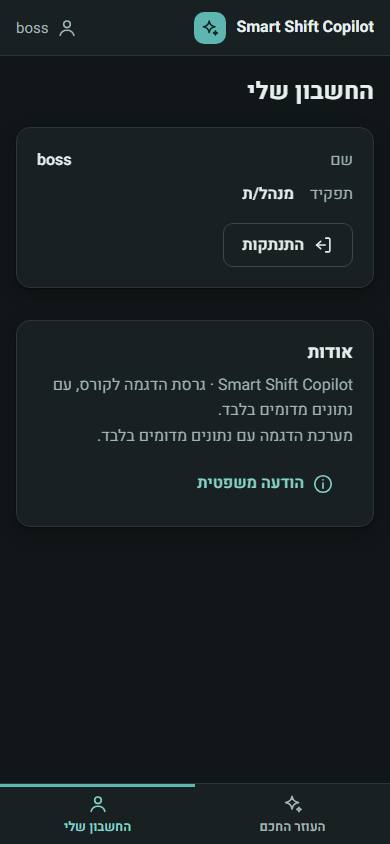 Smart Shift Copilot
boss
החשבון שלי
שם boss
תפקיד מנהל/ת
התנתקות
אודות
Smart Shift Copilot · גרסת הדגמה לקורס, עם
נתונים מדומים בלבד.
מערכת הדגמה עם נתונים מדומים בלבד.
הודעה משפטית
העוזר החכם
החשבון שלי